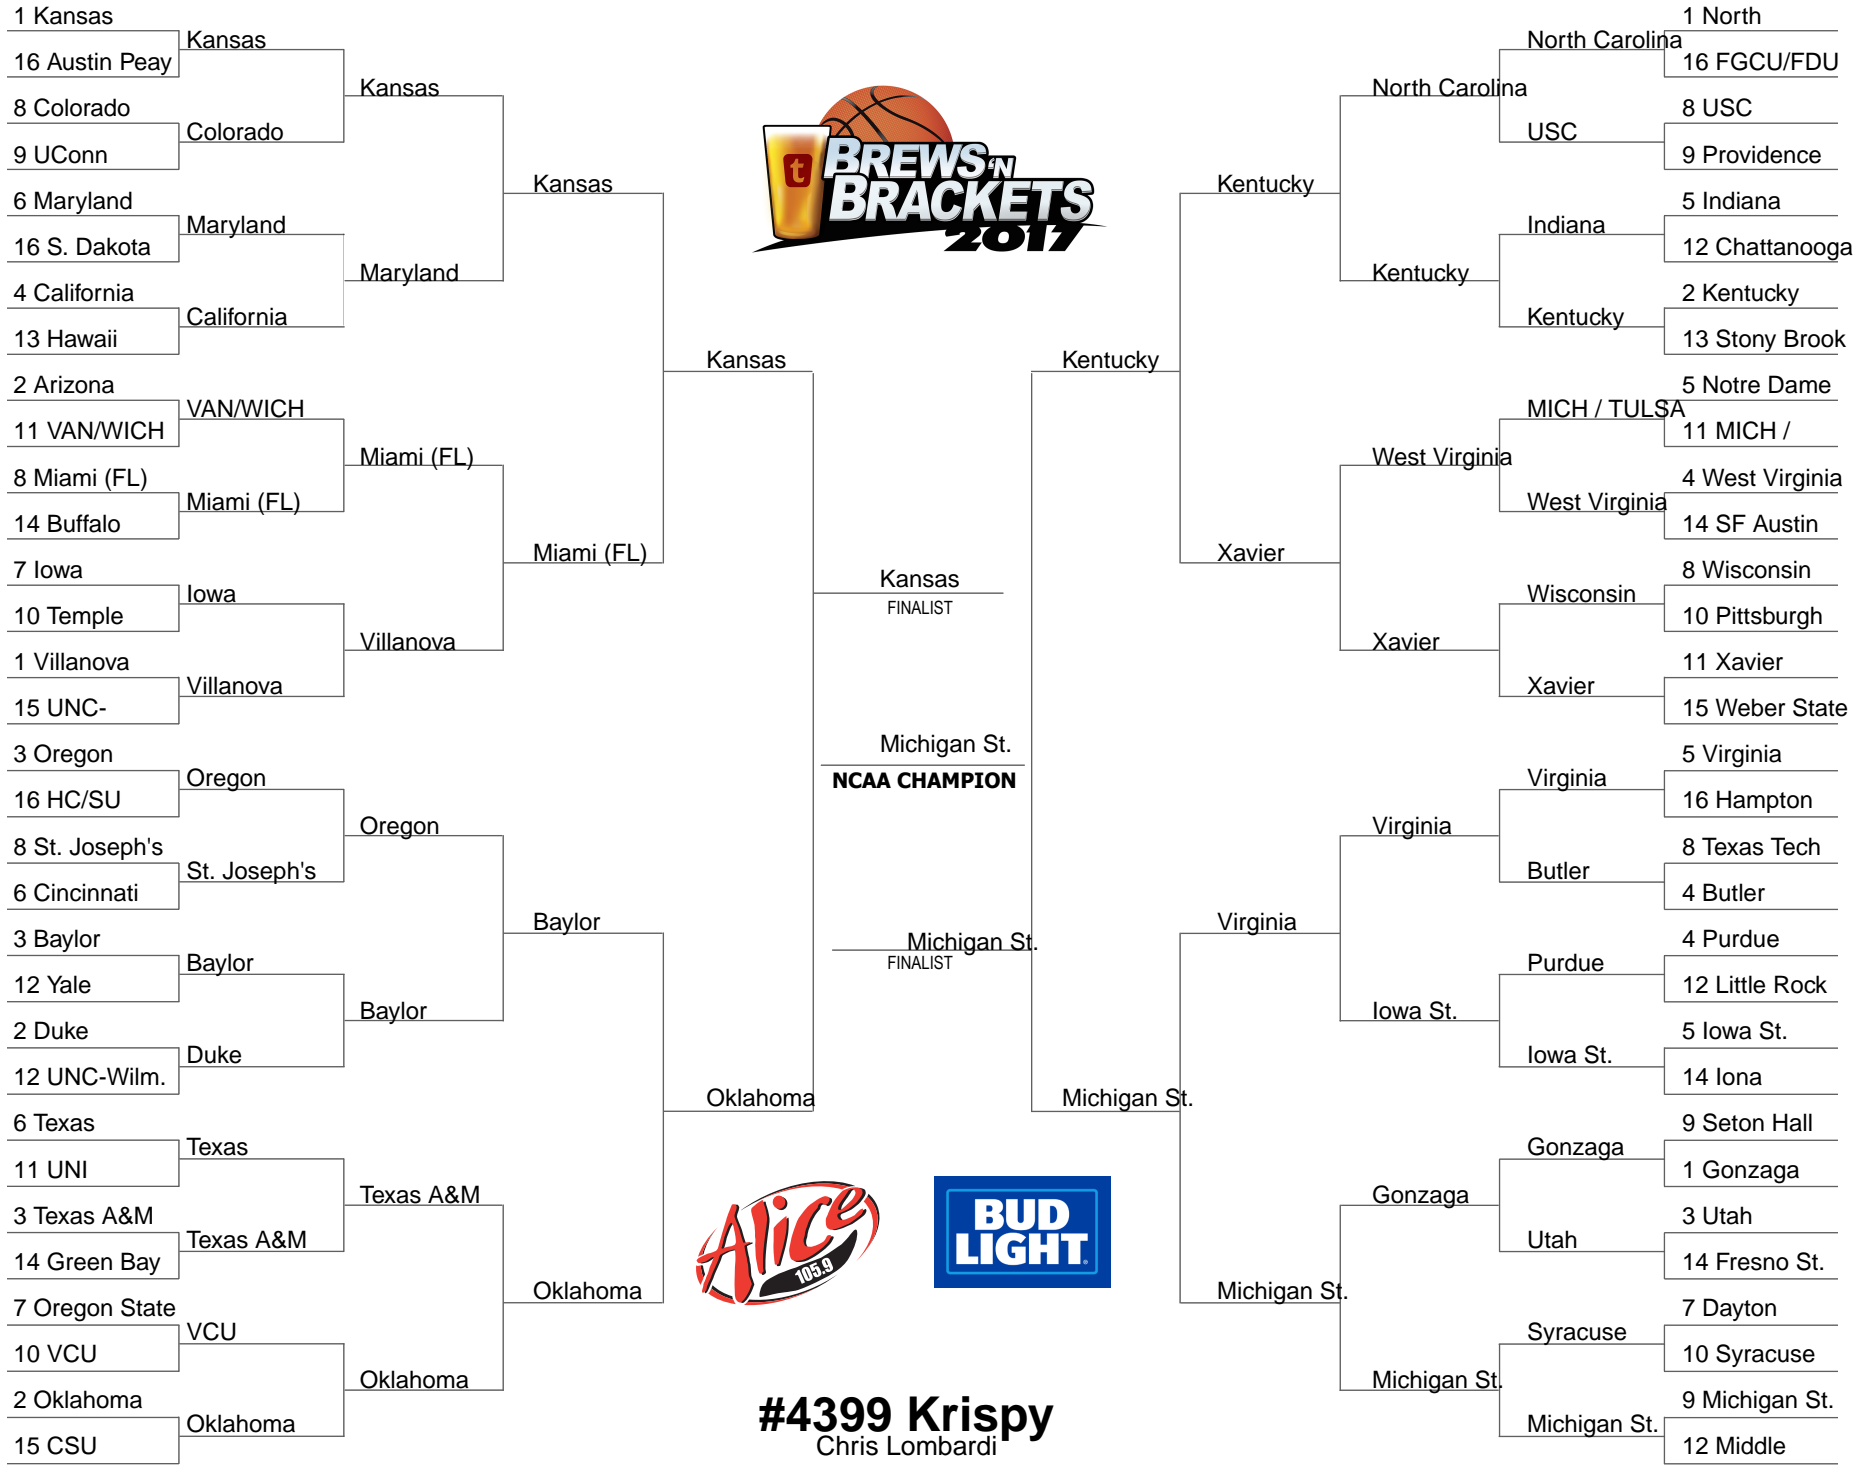 1 Kansas
16 Austin Peay
8 Colorado
9 UConn
6 Maryland
16 S. Dakota
4 California
13 Hawaii
2 Arizona
11 VAN/WICH
8 Miami (FL)
14 Buffalo
7 Iowa
10 Temple
1 Villanova
15 UNC-
3 Oregon
16 HC/SU
8 St. Joseph's
6 Cincinnati
3 Baylor
12 Yale
2 Duke
12 UNC-Wilm.
6 Texas
11 UNI
3 Texas A&M
14 Green Bay
7 Oregon State
10 VCU
2 Oklahoma
15 CSU
Kansas
Colorado
Maryland
California
VAN/WICH
Miami (FL)
Iowa
Villanova
Oregon
St. Joseph's
Baylor
Duke
Texas
Texas A&M
VCU
Oklahoma
Kansas
Maryland
Miami (FL)
Villanova
Oregon
Baylor
Texas A&M
Oklahoma
Kansas
Miami (FL)
Baylor
Oklahoma
Kansas
Oklahoma
t
BREWS 'N
BRACKETS
2017
Kansas
FINALIST
Michigan St.
NCAA CHAMPION
Michigan St.
FINALIST
Alice
105.9
BUD
LIGHT
#4399 Krispy
Chris Lombardi
Kentucky
Michigan St.
Kentucky
Xavier
Virginia
Michigan St.
North Carolina
Kentucky
West Virginia
Xavier
Virginia
Iowa St.
Gonzaga
Michigan St.
North Carolina
USC
Indiana
Kentucky
MICH / TULSA
West Virginia
Wisconsin
Xavier
Virginia
Butler
Purdue
Iowa St.
Gonzaga
Utah
Syracuse
Michigan St.
1 North
16 FGCU/FDU
8 USC
9 Providence
5 Indiana
12 Chattanooga
2 Kentucky
13 Stony Brook
5 Notre Dame
11 MICH /
4 West Virginia
14 SF Austin
8 Wisconsin
10 Pittsburgh
11 Xavier
15 Weber State
5 Virginia
16 Hampton
8 Texas Tech
4 Butler
4 Purdue
12 Little Rock
5 Iowa St.
14 Iona
9 Seton Hall
1 Gonzaga
3 Utah
14 Fresno St.
7 Dayton
10 Syracuse
9 Michigan St.
12 Middle